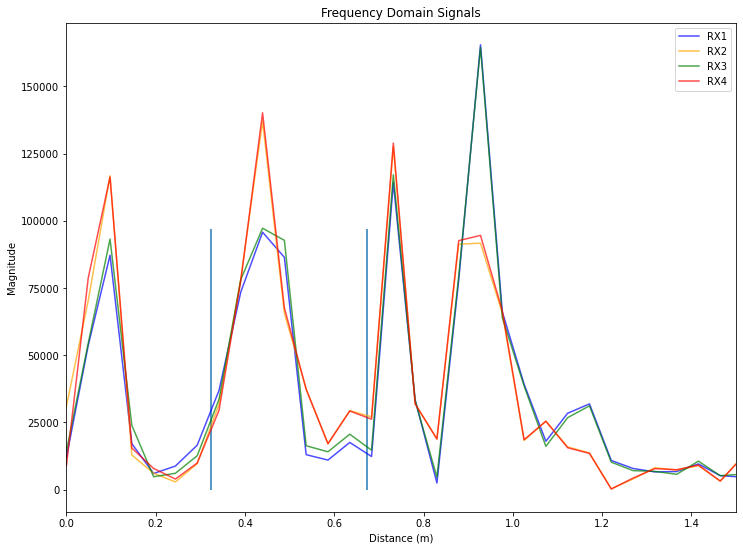 Frequency Domain Signals
RX1
RX2
RX3
RX4
Magnitude
150000
125000
100000
75000
50000
25000
0
0.0 0.2 0.4 0.6 0.8 1.0 1.2 1.4
Distance (m)